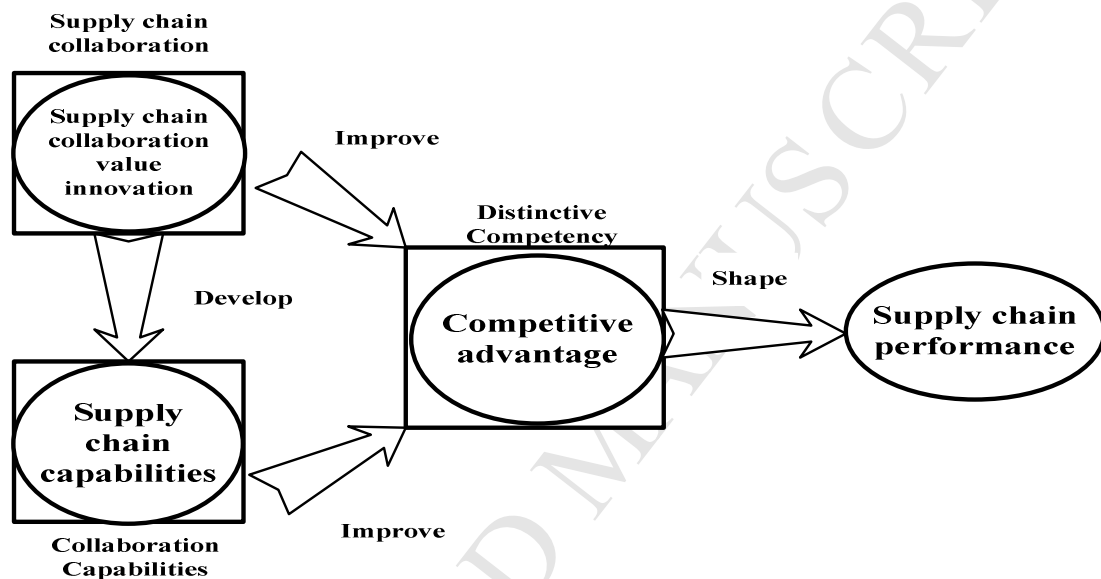 Supply chain
collaboration
Supply chain
collaboration
value
innovation
Improve
Develop
Distinctive
Competency
Competitive
advantage
Shape
Supply chain
performance
Supply
chain
capabilities
Improve
Collaboration
Capabilities
D MANUSCRI